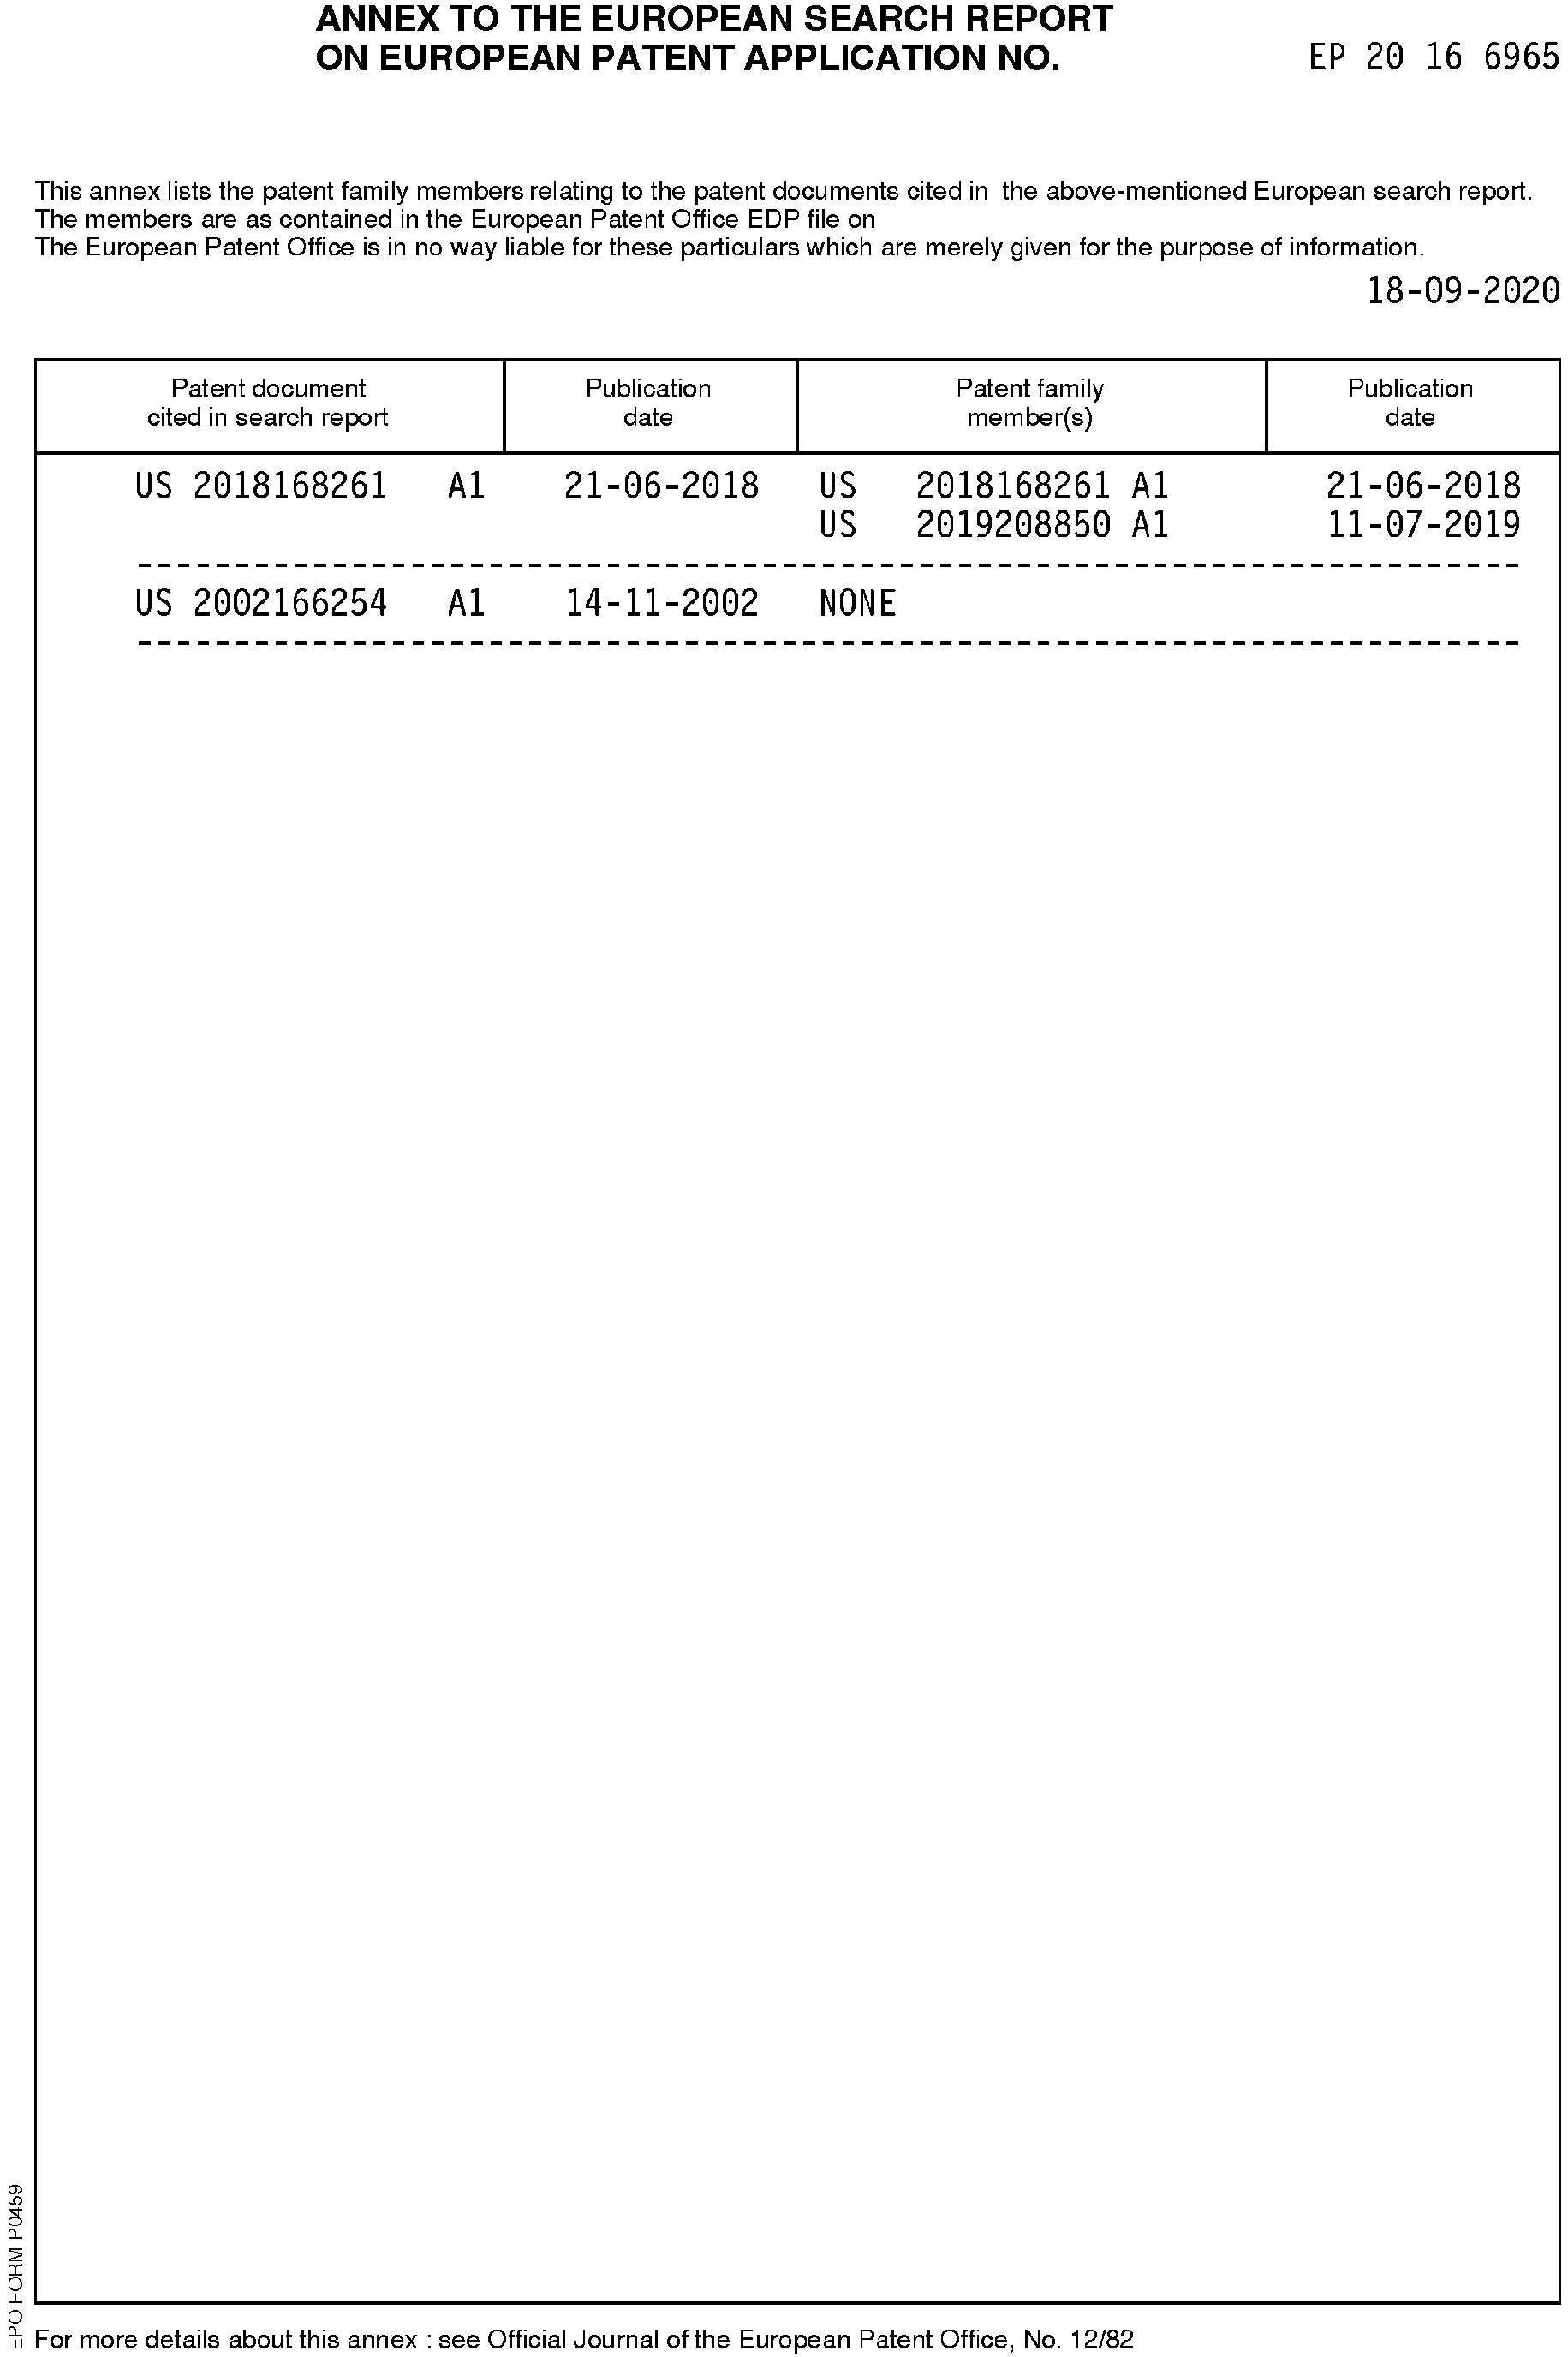 ANNEX TO THE EUROPEAN SEARCH REPORT
ON EUROPEAN PATENT APPLICATION NO. EP 20 16 6965
This annex lists the patent family members relating to the patent documents cited in the above-mentioned European search report.
The members are as contained in the European Patent Office EDP file on
The European Patent Office is in no way liable for these particulars which are merely given for the purpose of information.
18-09-2020
Patent document Publication Patent family Publication
cited in search report date member(s) date
US 2018168261 A1 21-06-2018 US 2018168261 A1 21-06-2018
US 2019208850 A1 11-07-2019
US 2002166254 A1 14-11-2002 NONE
EPO FORM P0459
For more details about this annex : see Official Journal of the European Patent Office, No. 12/82